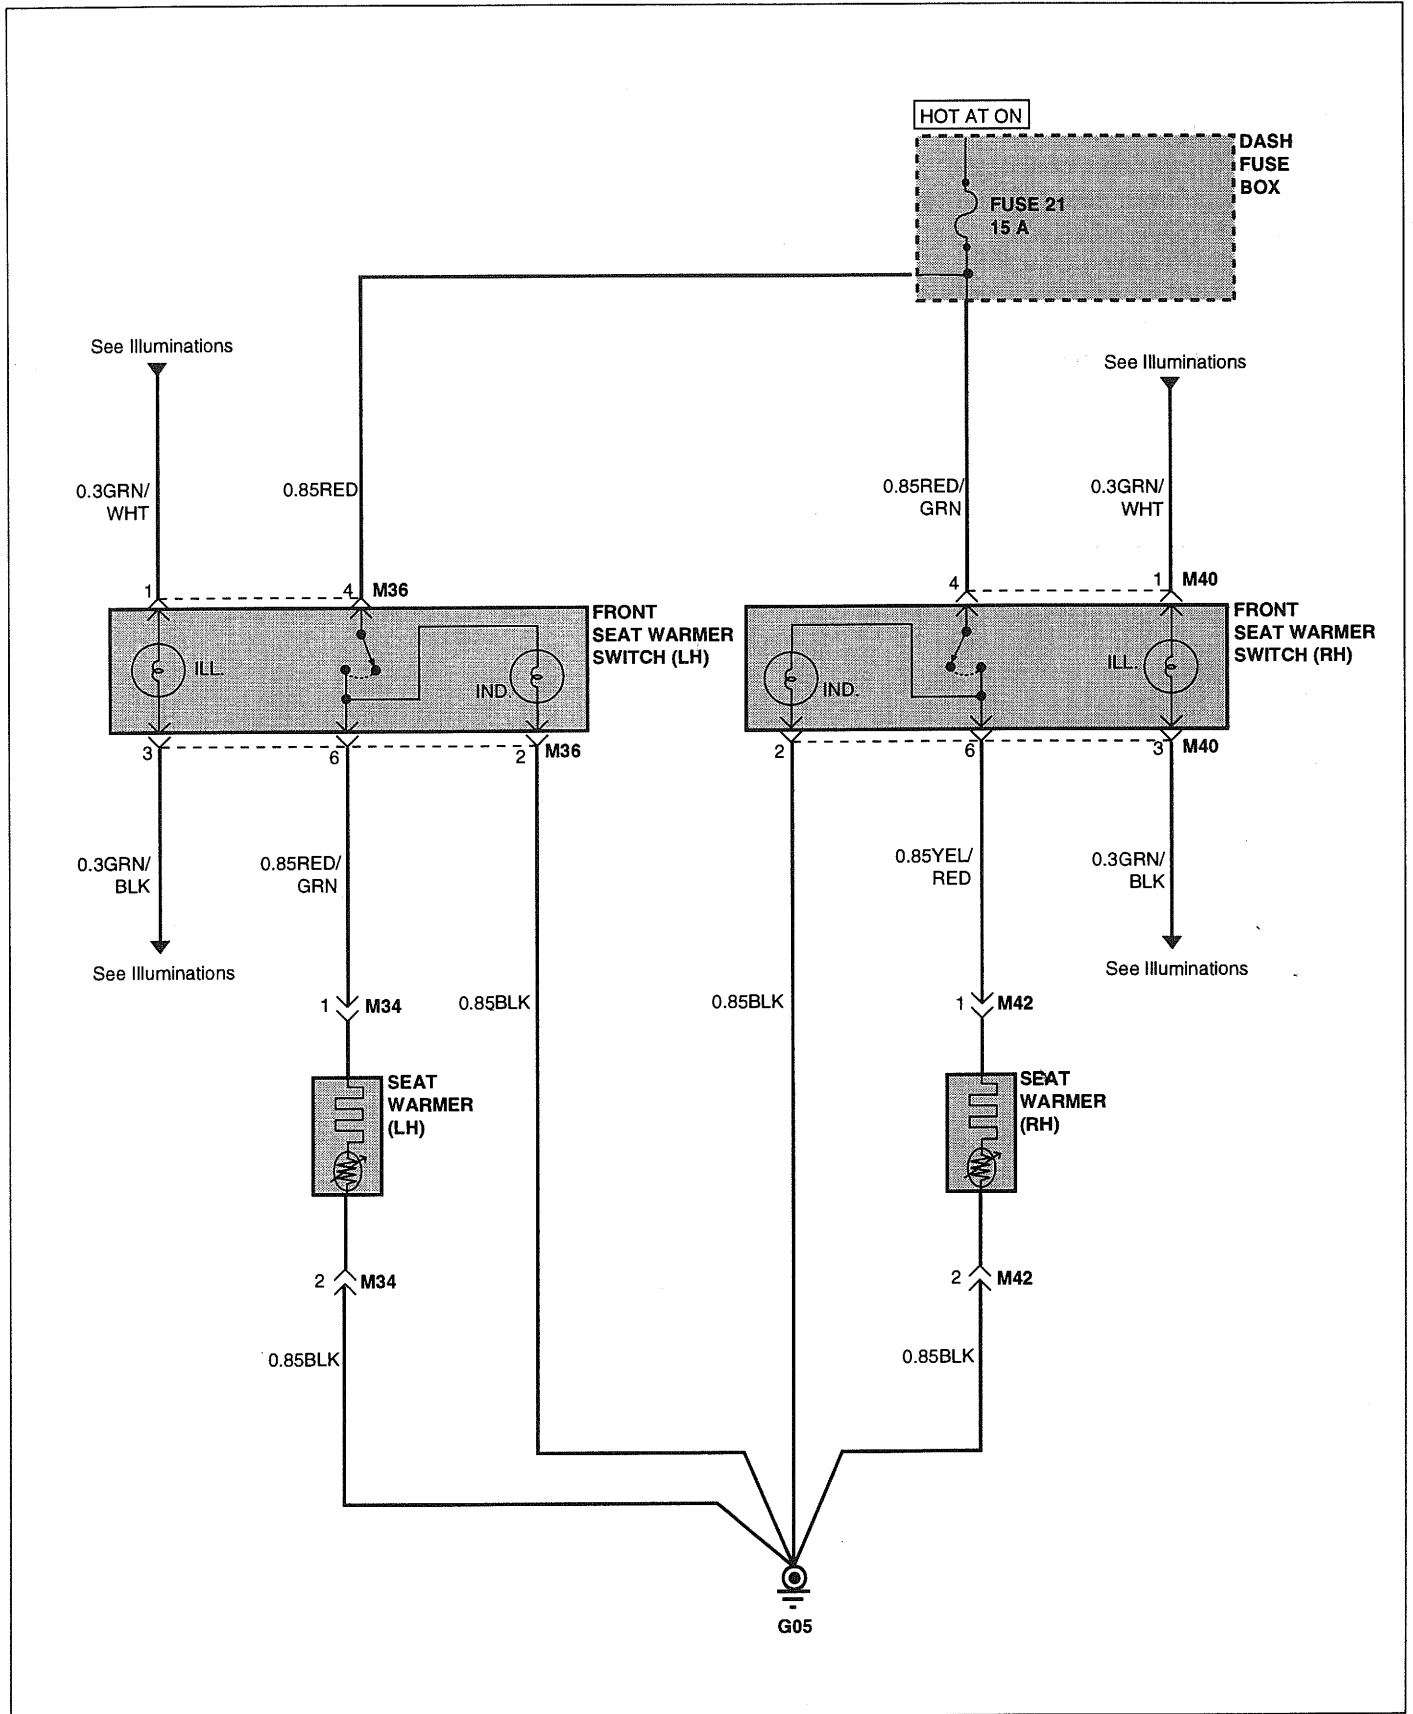 HOT AT ON
DASH
FUSE
BOX
FUSE 21
15 A
See Illuminations
See Illuminations
0.3GRN/
WHT
0.85RED
0.85RED/
GRN
0.3GRN/
WHT
1
4
M36
4
1
M40
FRONT
SEAT WARMER
SWITCH (LH)
FRONT
SEAT WARMER
SWITCH (RH)
ILL.
IND.
IND.
ILL.
3
6
2
M36
2
6
3
M40
0.3GRN/
BLK
0.85RED/
GRN
0.85YEL/
RED
0.3GRN/
BLK
See Illuminations
See Illuminations
1
M34
0.85BLK
0.85BLK
1
M42
SEAT
WARMER
(LH)
SEAT
WARMER
(RH)
2
M34
2
M42
0.85BLK
0.85BLK
G05